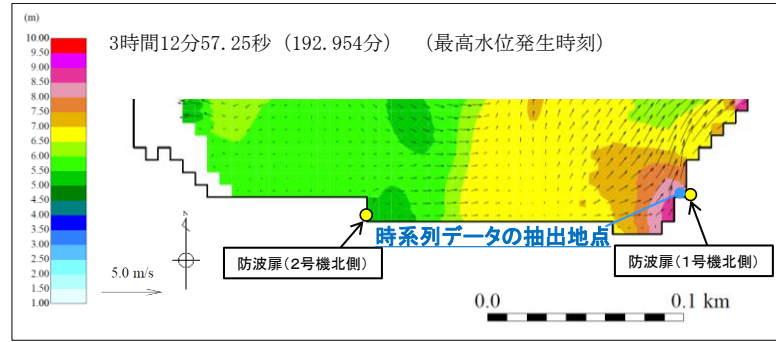 (m)
3時間12分57.25秒 (192.954分) (最高水位発生時刻)
10.00
9.50
9.00
8.50
8.00
7.50
7.00
6.50
6.00
5.50
5.00
4.50
4.00
3.50
3.00
2.50
2.00
1.50
1.00
N
5.0 m/s
防波扉(2号機北側)
時系列データの抽出地点
防波扉(1号機北側)
0.0 0.1 km